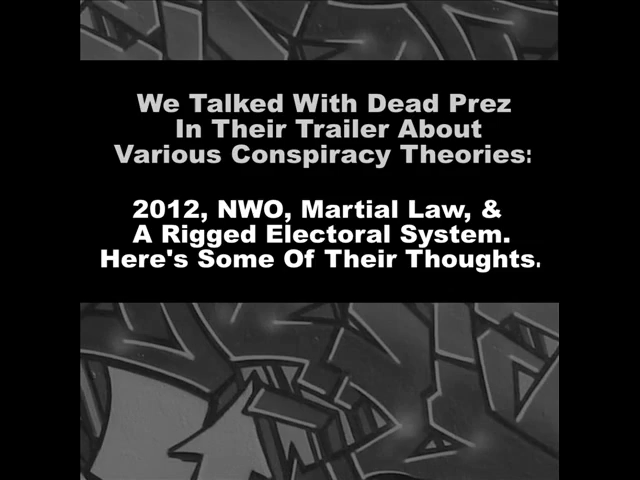 We Talked With Dead Prez
In Their Trailer About
Various Conspiracy Theories:
2012, NWO, Martial Law, &
A Rigged Electoral System.
Here's Some Of Their Thoughts.